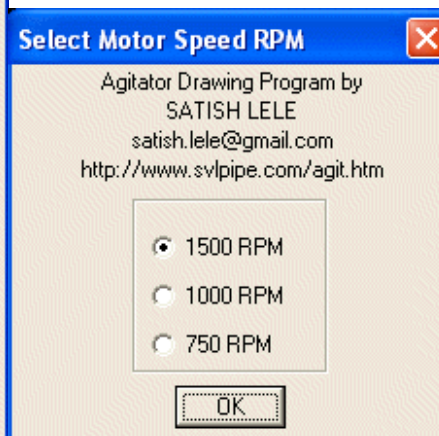 Select Motor Speed RPM
Agitator Drawing Program by
SATISH LELE
satish.lele@gmail.com
http://www.svlpipe.com/agit.htm
1500 RPM
1000 RPM
750 RPM
OK